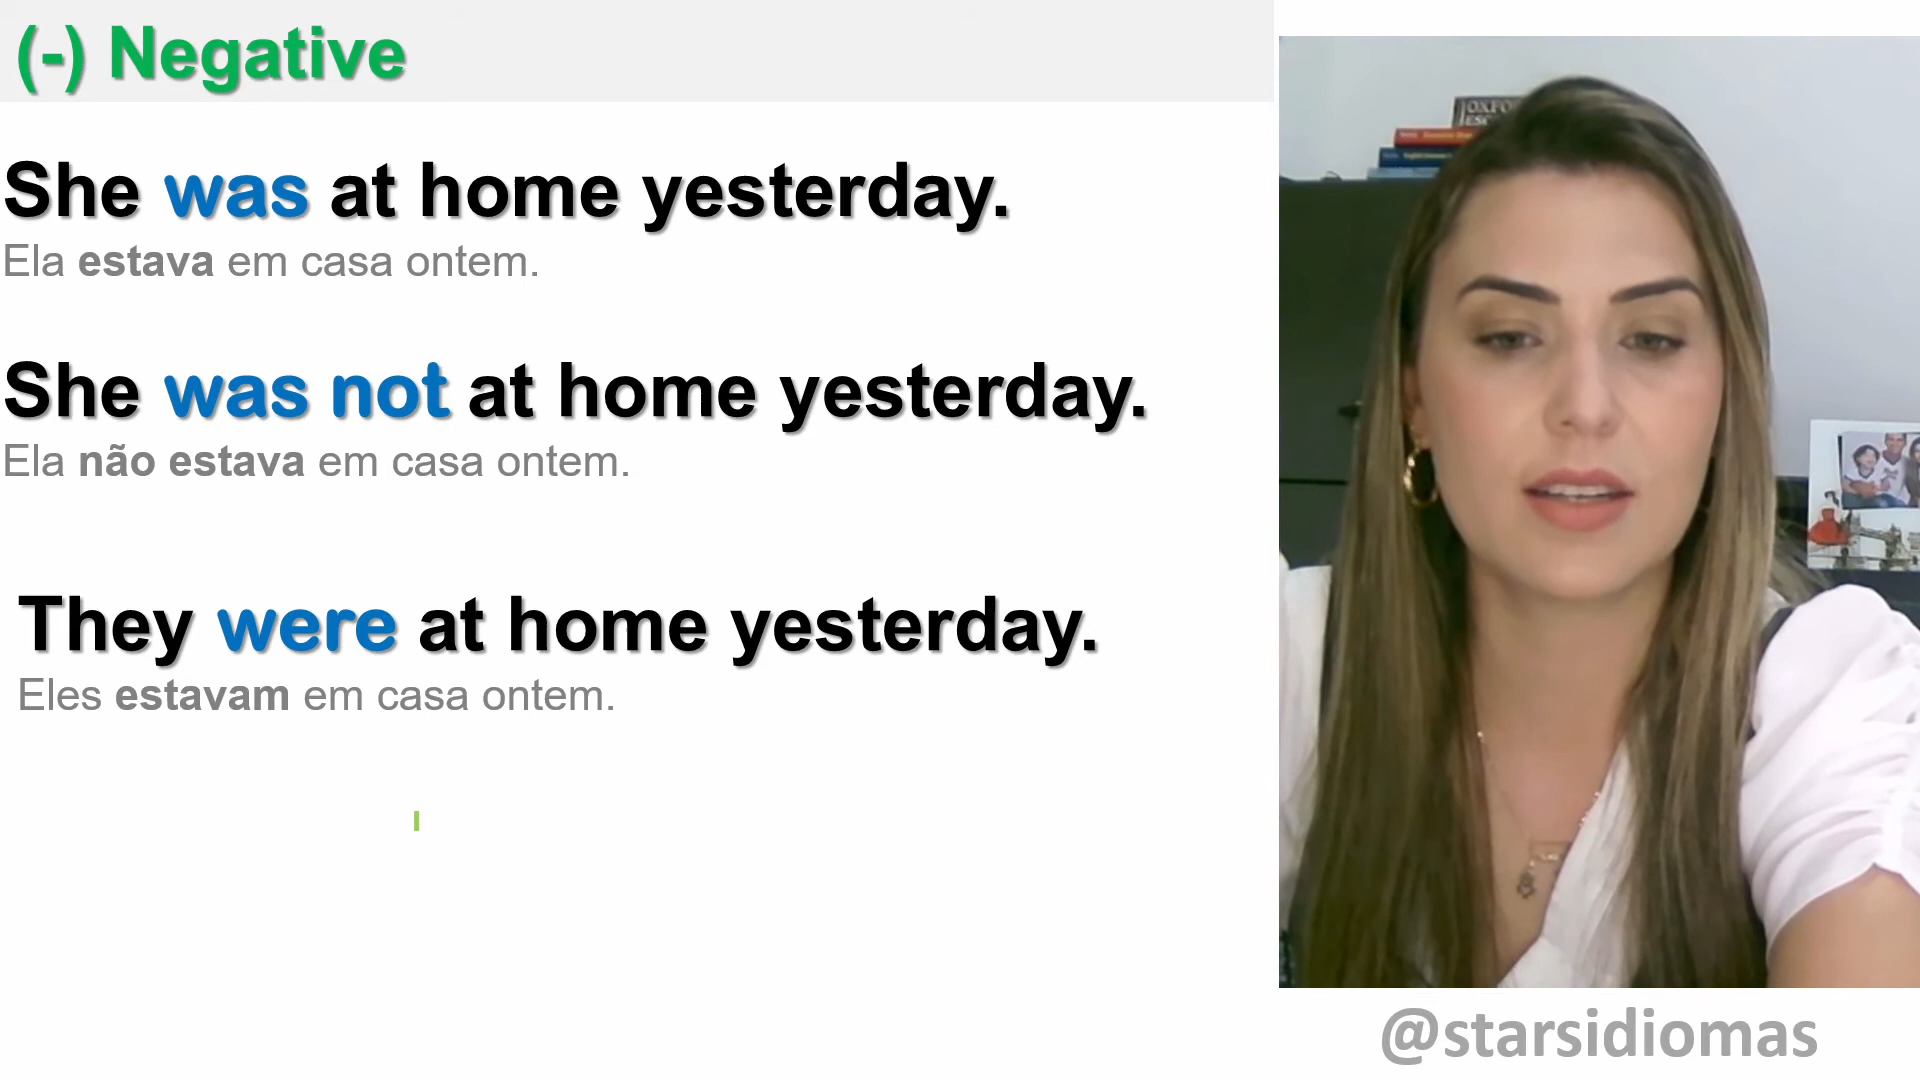 (-) Negative
She was at home yesterday.
Ela estava em casa ontem.
She was not at home yesterday.
Ela não estava em casa ontem.
They were at home yesterday.
Eles estavam em casa ontem.
@starsidiomas